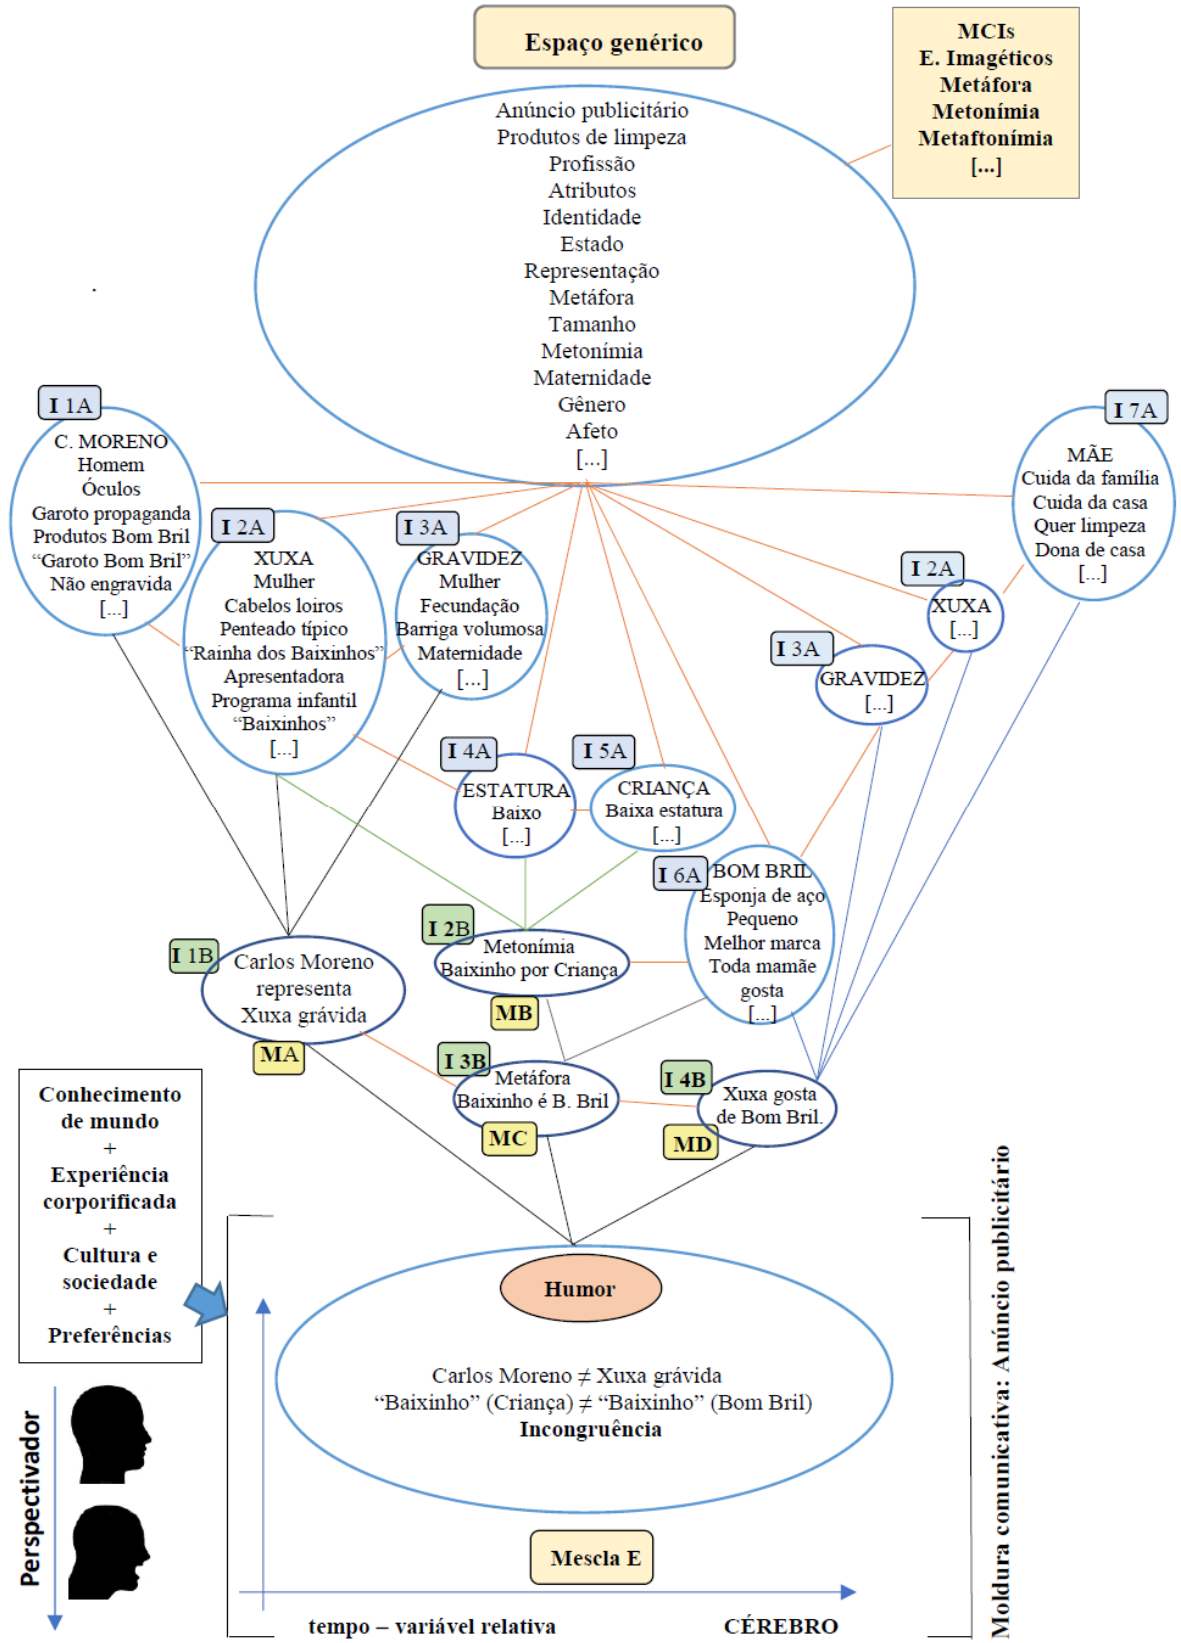 Espaço genérico
MCIs
E. Imagéticos
Metáfora
Metonímia
Metaftonímia
[...]
Anúncio publicitário
Produtos de limpeza
Profissão
Atributos
Identidade
Estado
Representação
Metáfora
Tamanho
Metonímia
Maternidade
Gênero
Afeto
[...]
I 1A
C. MORENO
Homem
Óculos
Garoto propaganda
Produtos Bom Bril
“Garoto Bom Bril”
Não engravida
[...]
I 2A
XUXA
Mulher
Cabelos loiros
Penteado típico
“Rainha dos Baixinhos”
Apresentadora
Programa infantil
“Baixinhos”
[...]
I 3A
GRAVIDEZ
Mulher
Fecundação
Barriga volumosa
Maternidade
[...]
I 7A
MÃE
Cuida da família
Cuida da casa
Quer limpeza
Dona de casa
[...]
I 2A
XUXA
[...]
I 3A
GRAVIDEZ
[...]
I 4A
ESTATURA
Baixo
[...]
I 5A
CRIANÇA
Baixa estatura
[...]
I 6A
BOM BRIL
Esponja de aço
Pequeno
Melhor marca
Toda mamãe
gosta
[...]
I 1B
Carlos Moreno
representa
Xuxa grávida
MA
I 2B
Metonímia
Baixinho por Criança
MB
I 3B
Metáfora
Baixinho é B. Bril
MC
I 4B
Xuxa gosta
de Bom Bril.
MD
Conhecimento
de mundo
+
Experiência
corporificada
+
Cultura e
sociedade
+
Preferências
Perspectivador
Humor
Carlos Moreno ≠ Xuxa grávida
“Baixinho” (Criança) ≠ “Baixinho” (Bom Bril)
Incongruência
Mescla E
tempo – variável relativa
CÉREBRO
Moldura comunicativa: Anúncio publicitário